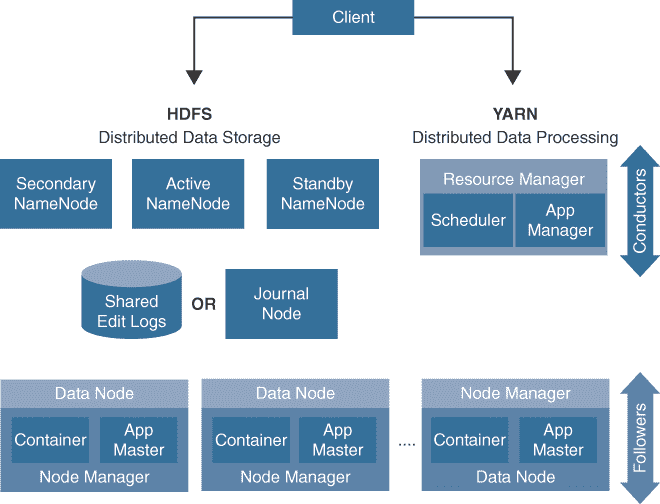 Client
HDFS
Distributed Data Storage
YARN
Distributed Data Processing
Secondary
NameNode
Active
NameNode
Standby
NameNode
Resource Manager
Scheduler
App
Manager
Conductors
Shared
Edit Logs
OR
Journal
Node
Data Node
Container
App
Master
Node Manager
Data Node
Container
App
Master
Node Manager
....
Node Manager
Container
App
Master
Data Node
Followers